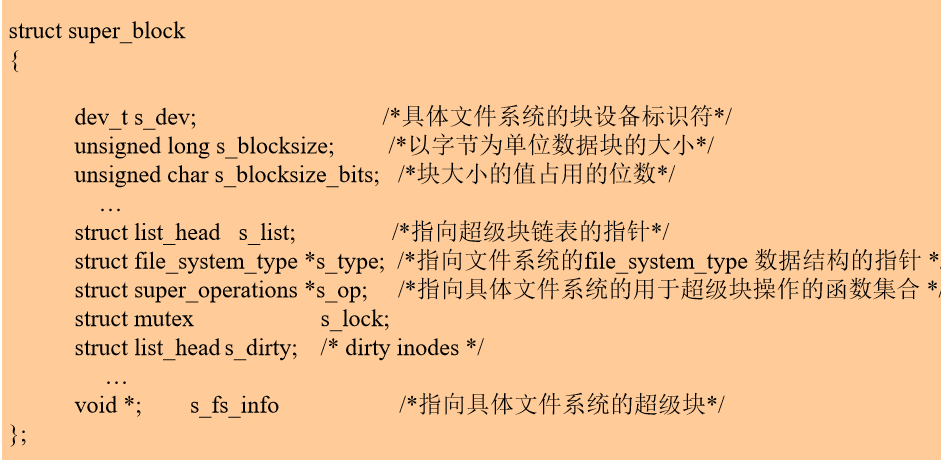 struct super_block
{
dev_t s_dev; /*具体文件系统的块设备标识符*/
unsigned long s_blocksize; /*以字节为单位数据块的大小*/
unsigned char s_blocksize_bits; /*块大小的值占用的位数*/
…
struct list_head s_list; /*指向超级块链表的指针*/
struct file_system_type *s_type; /*指向文件系统的file_system_type 数据结构的指针 *
struct super_operations *s_op; /*指向具体文件系统的用于超级块操作的函数集合 */
struct mutex s_lock;
struct list_head s_dirty; /* dirty inodes */
…
void *; s_fs_info /*指向具体文件系统的超级块*/
};